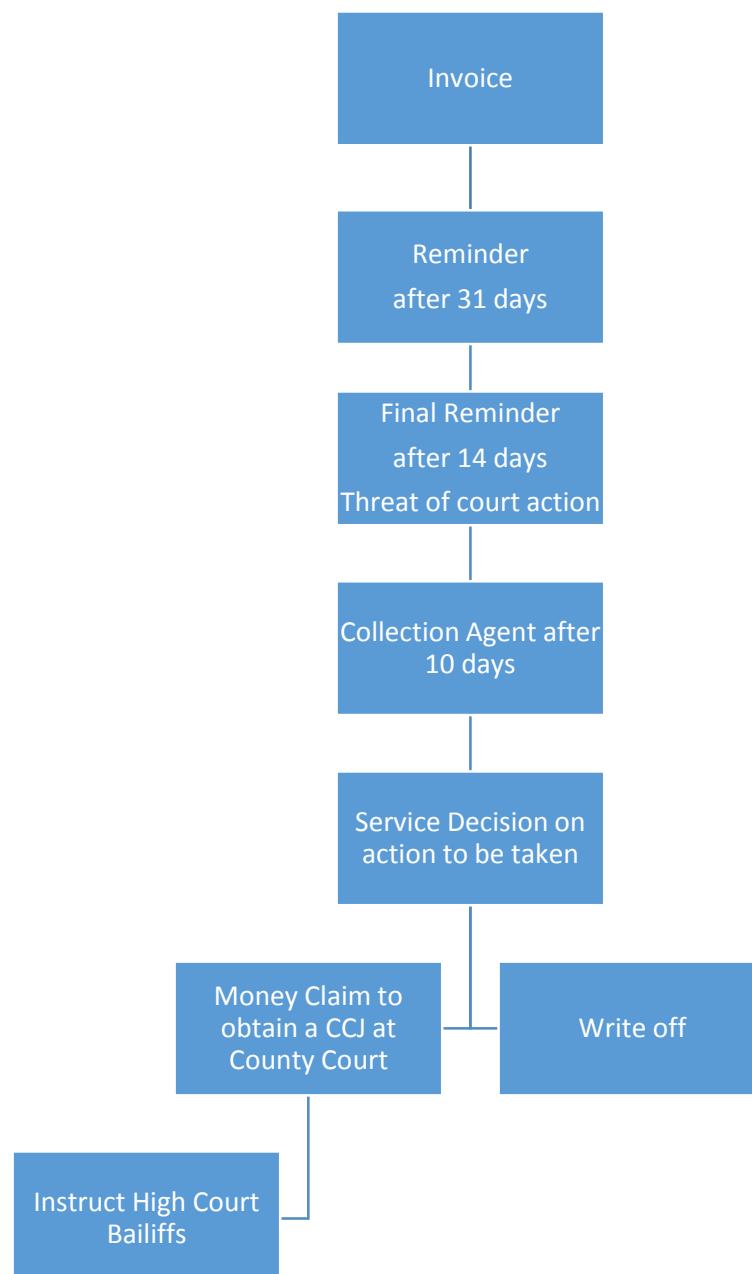 Invoice
Reminder
after 31 days
Final Reminder
after 14 days
Threat of court action
Collection Agent after
10 days
Service Decision on
action to be taken
Money Claim to
obtain a CCJ at
County Court
Write off
Instruct High Court
Bailiffs